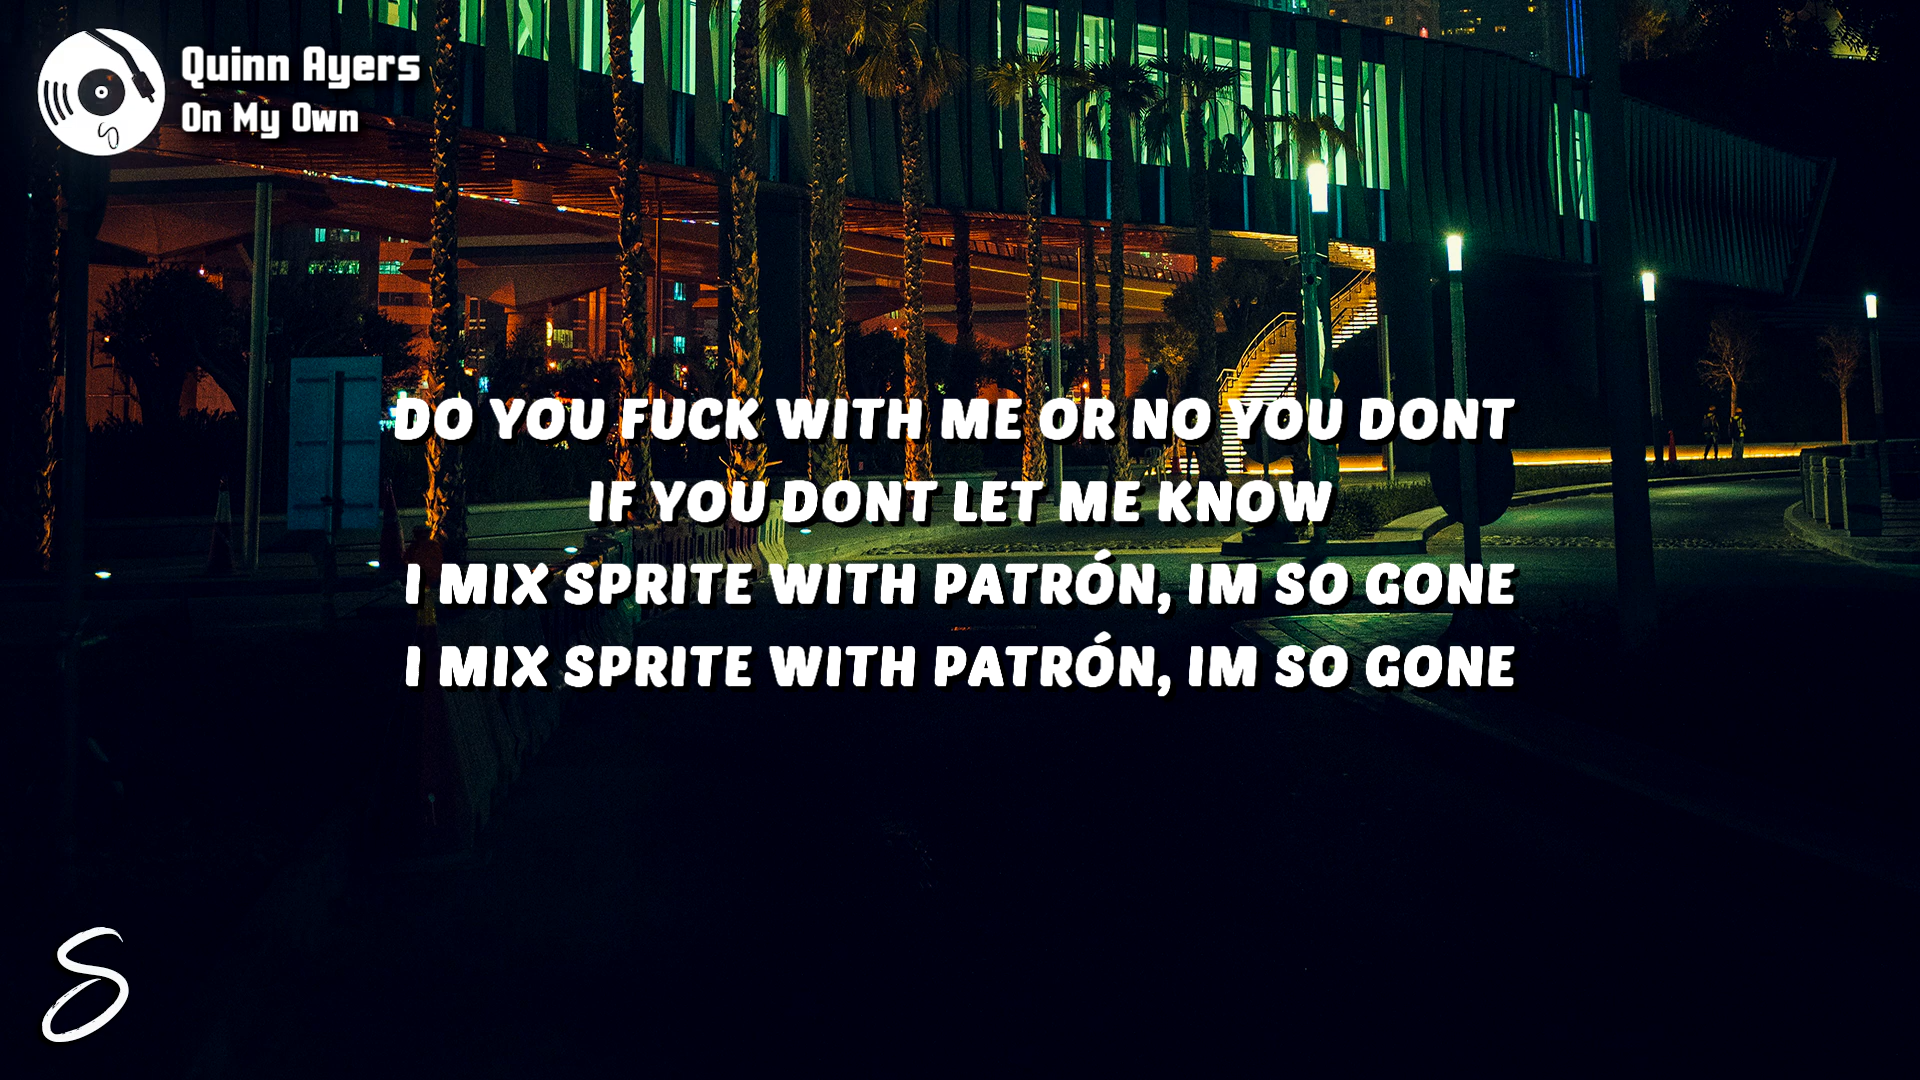 Quinn Ayers
On My Own
DO YOU FUCK WITH ME OR NO YOU DONT
IF YOU DONT LET ME KNOW
I MIX SPRITE WITH PATRÓN, IM SO GONE
I MIX SPRITE WITH PATRÓN, IM SO GONE
S